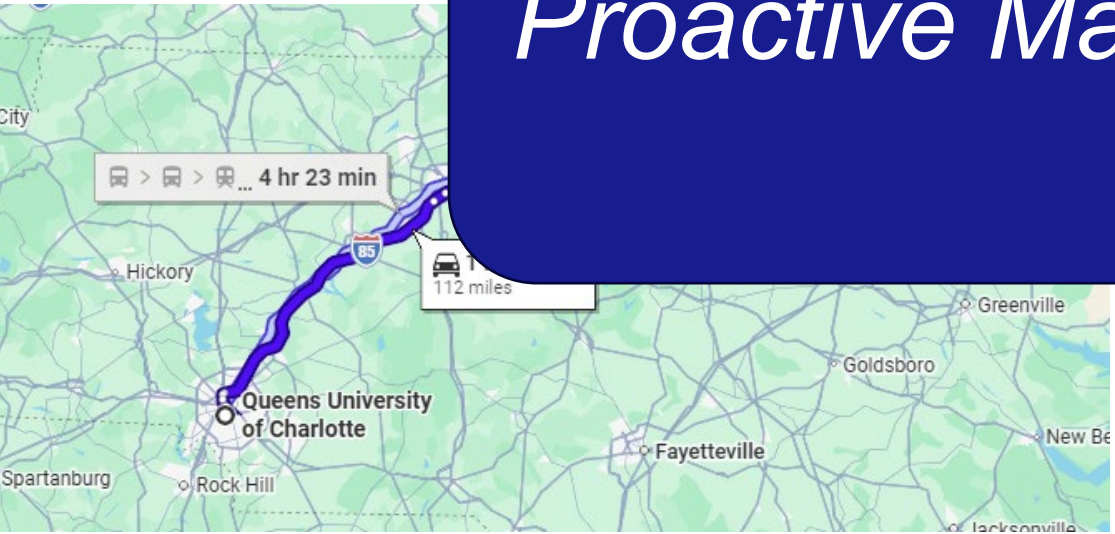 Proactive Ma
City
4 hr 23 min
85
112 miles
Hickory
Greenville
Goldsboro
Queens University
of Charlotte
New Be
Fayetteville
Spartanburg
Rock Hill
Jacksonville